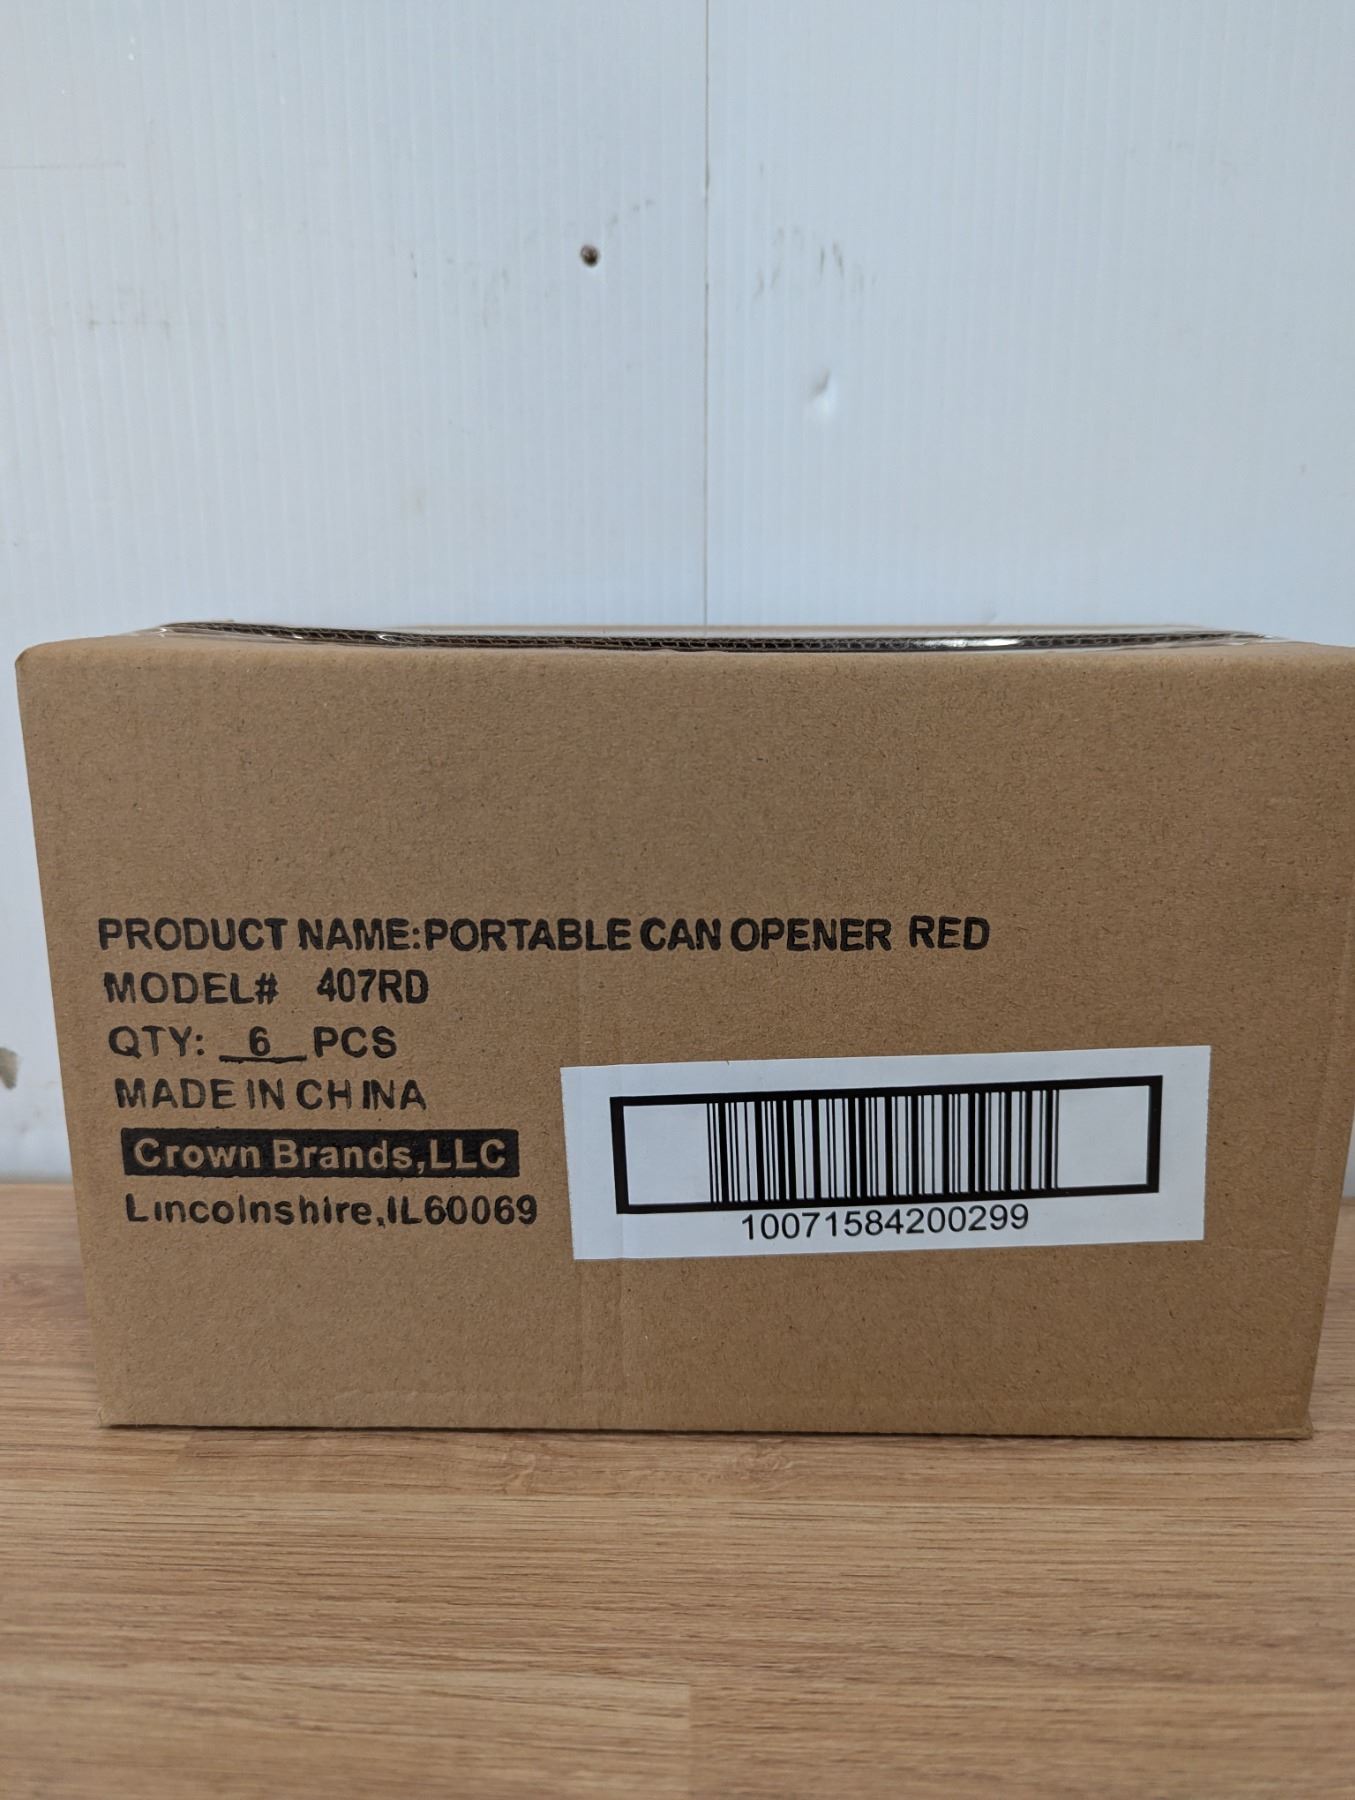 PRODUCT NAME:PORTABLE CAN OPENER RED
MODEL# 407RD
QTY: 6 PCS
MADE IN CHINA
Crown Brands,LLC
Lincolnshire,IL60069
10071584200299